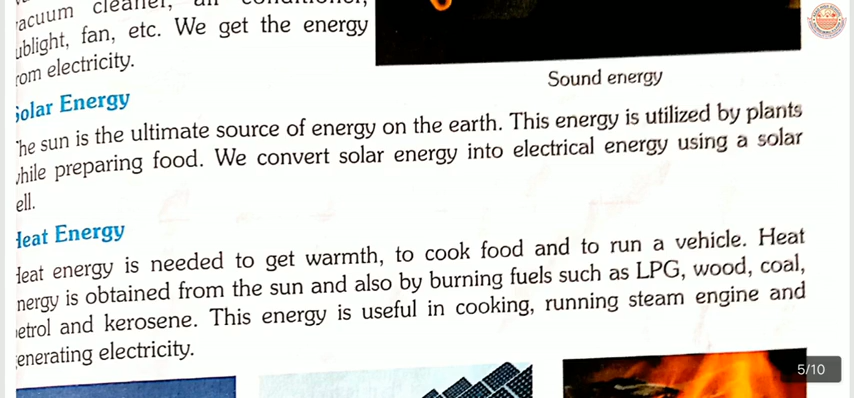 acuum cleaner, air conditioner,
ublight, fan, etc. We get the energy
rom electricity.
Sound energy
Solar Energy
he sun is the ultimate source of energy on the earth. This energy is utilized by plants
hile preparing food. We convert solar energy into electrical energy using a solar
ell.
Heat Energy
Heat energy is needed to get warmth, to cook food and to run a vehicle. Heat
nergy is obtained from the sun and also by burning fuels such as LPG, wood, coal,
etrol and kerosene. This energy is useful in cooking, running steam engine and
enerating electricity.
5/10